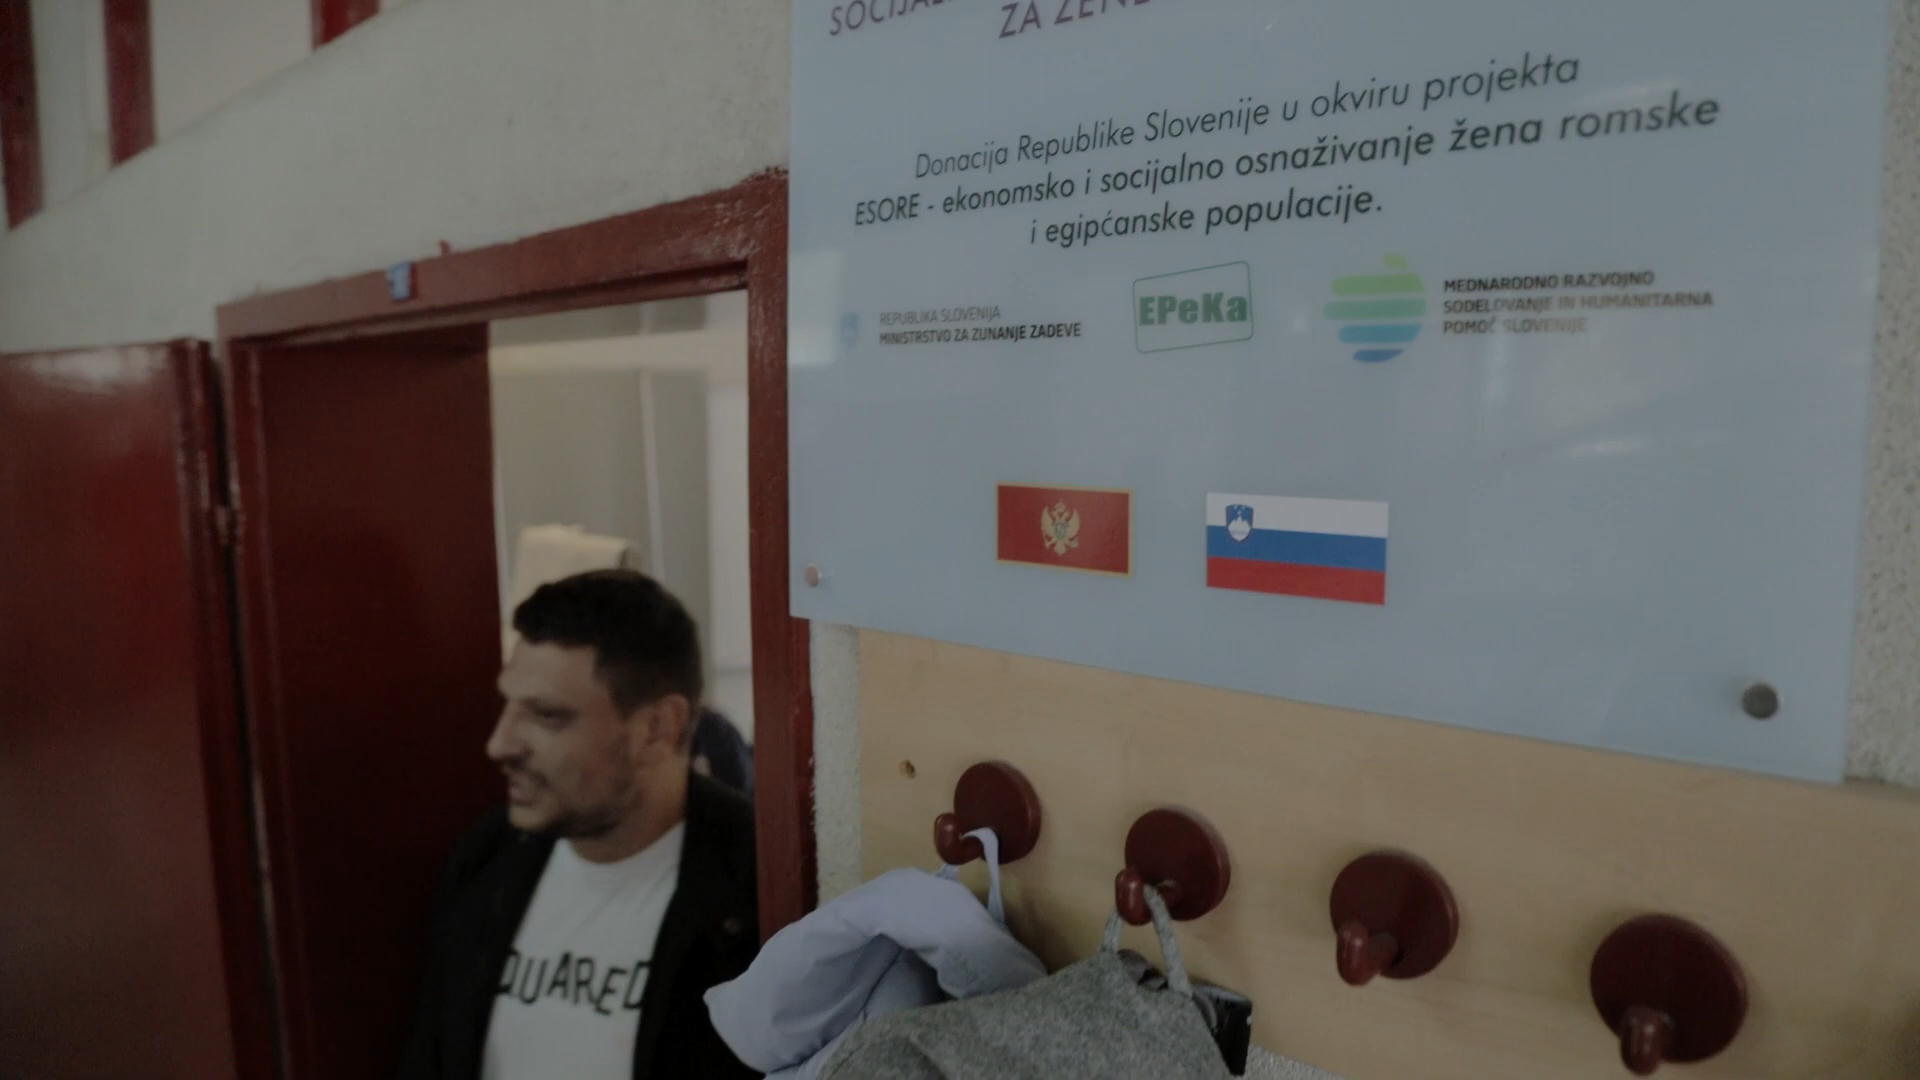 ZA ŽENE
Donacija Republike Slovenije u okviru projekta
ESORE - ekonomsko i socijalno osnaživanje žena romske
i egipćanske populacije.
REPUBLIKA SLOVENIJA
MINISTRSTVO ZA ZUNANJE ZADEVE
EPeKa
MEDNARODNO RAZVOJNO
SODELOVANJE IN HUMANITARNA
POMOČ SLOVENIJE
QUARED